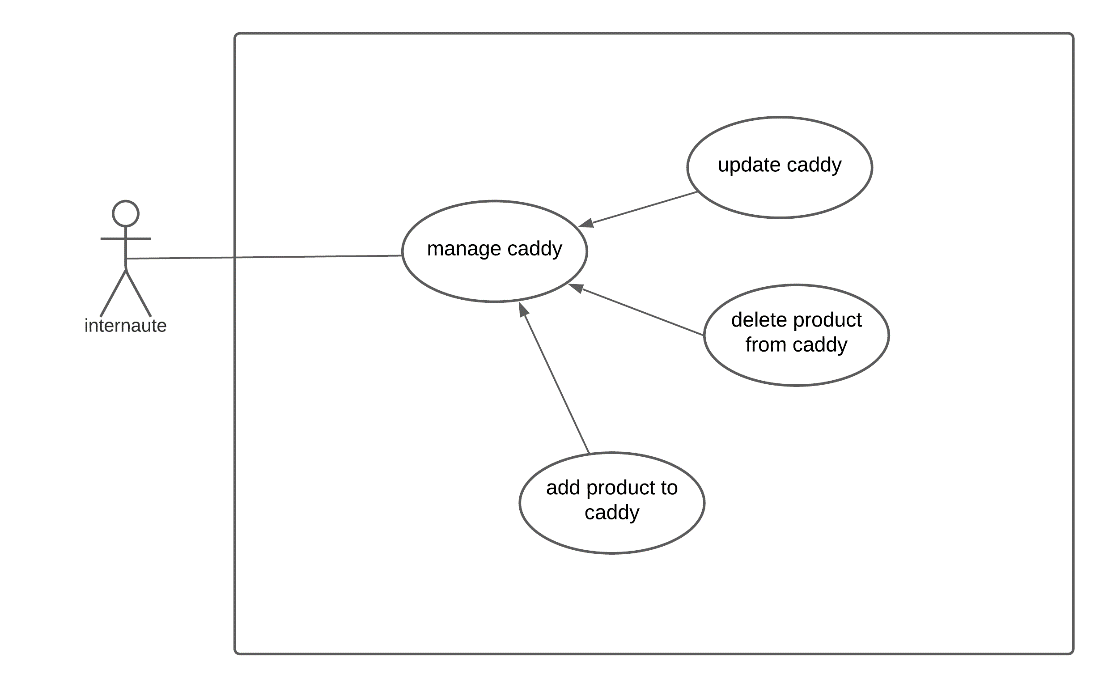 update caddy
manage caddy
delete product
from caddy
internaute
add product to
caddy